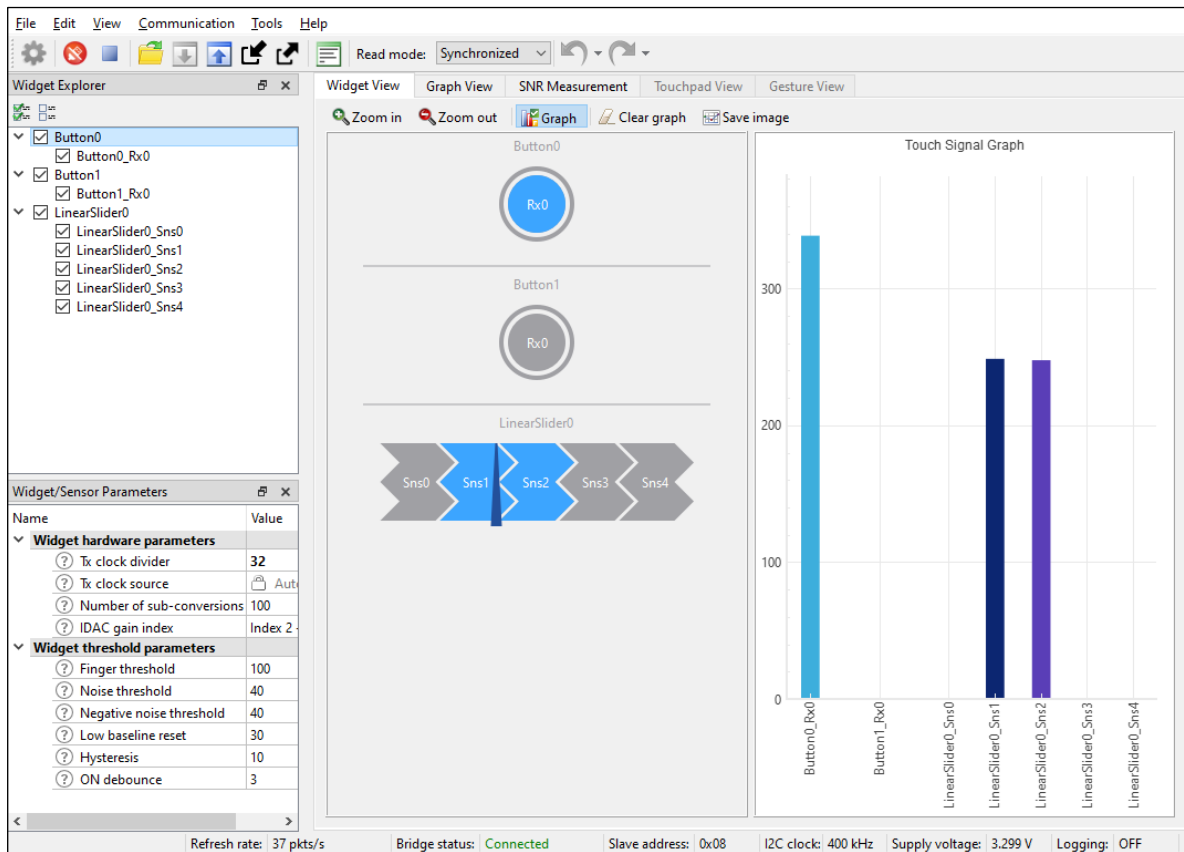 File Edit View Communication Tools Help
Read mode: Synchronized
Widget Explorer
Button0
Button0_Rx0
Button1
Button1_Rx0
LinearSlider0
LinearSlider0_Sns0
LinearSlider0_Sns1
LinearSlider0_Sns2
LinearSlider0_Sns3
LinearSlider0_Sns4
Widget/Sensor Parameters
Name Value
Widget hardware parameters
Tx clock divider 32
Tx clock source Aut
Number of sub-conversions 100
IDAC gain index Index 2 -
Widget threshold parameters
Finger threshold 100
Noise threshold 40
Negative noise threshold 40
Low baseline reset 30
Hysteresis 10
ON debounce 3
Widget View Graph View SNR Measurement Touchpad View Gesture View
Zoom in Zoom out Graph Clear graph Save image
Button0
Rx0
Button1
Rx0
LinearSlider0
Sns0 Sns1 Sns2 Sns3 Sns4
Touch Signal Graph
300
200
100
0
Button0_Rx0
Button1_Rx0
LinearSlider0_Sns0
LinearSlider0_Sns1
LinearSlider0_Sns2
LinearSlider0_Sns3
LinearSlider0_Sns4
Refresh rate: 37 pkts/s Bridge status: Connected Slave address: 0x08 I2C clock: 400 kHz Supply voltage: 3.299 V Logging: OFF